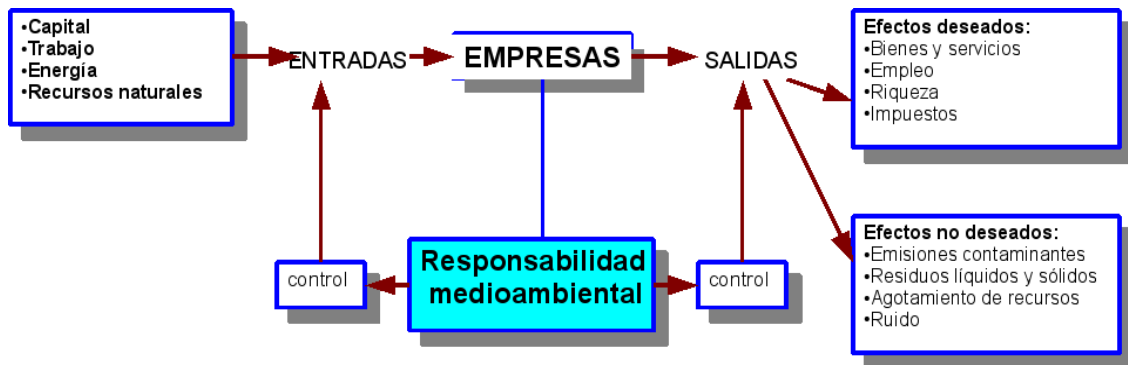 •Capital
•Trabajo
•Energía
•Recursos naturales
ENTRADAS
EMPRESAS
SALIDAS
Efectos deseados:
•Bienes y servicios
•Empleo
•Riqueza
•Impuestos
Efectos no deseados:
•Emisiones contaminantes
•Residuos líquidos y sólidos
•Agotamiento de recursos
•Ruido
control
Responsabilidad
medioambiental
control